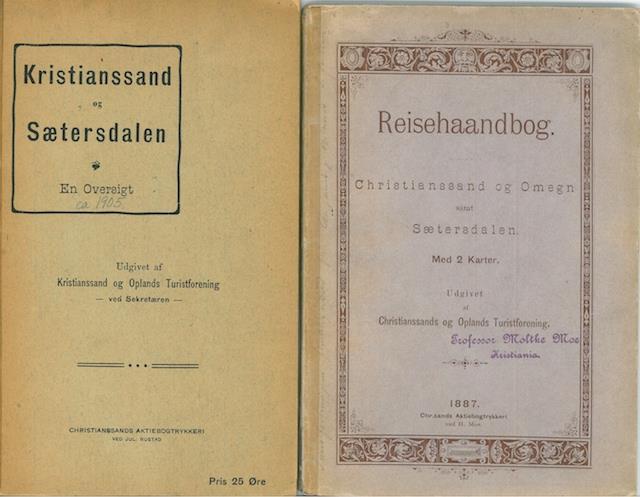 Kristianssand
og
Sætersdalen
En Oversigt
ca 1905.
Udgivet af
Kristianssand og Oplands Turistforening
— ved Sekretæren —
CHRISTIANSSANDS AKTIEBOGTRYKKERI
VED JUL. RUSTAD
Pris 25 Øre
Reisehaandbog.
Christianssand og Omegn
samt
Sætersdalen.
Med 2 Karter.
Udgivet
af
Christianssands og Oplands Turistforening.
Professor Moltke Moe
Kristiania.
1887.
Chr.sands Aktiebogtrykkeri
ved H. Moe.